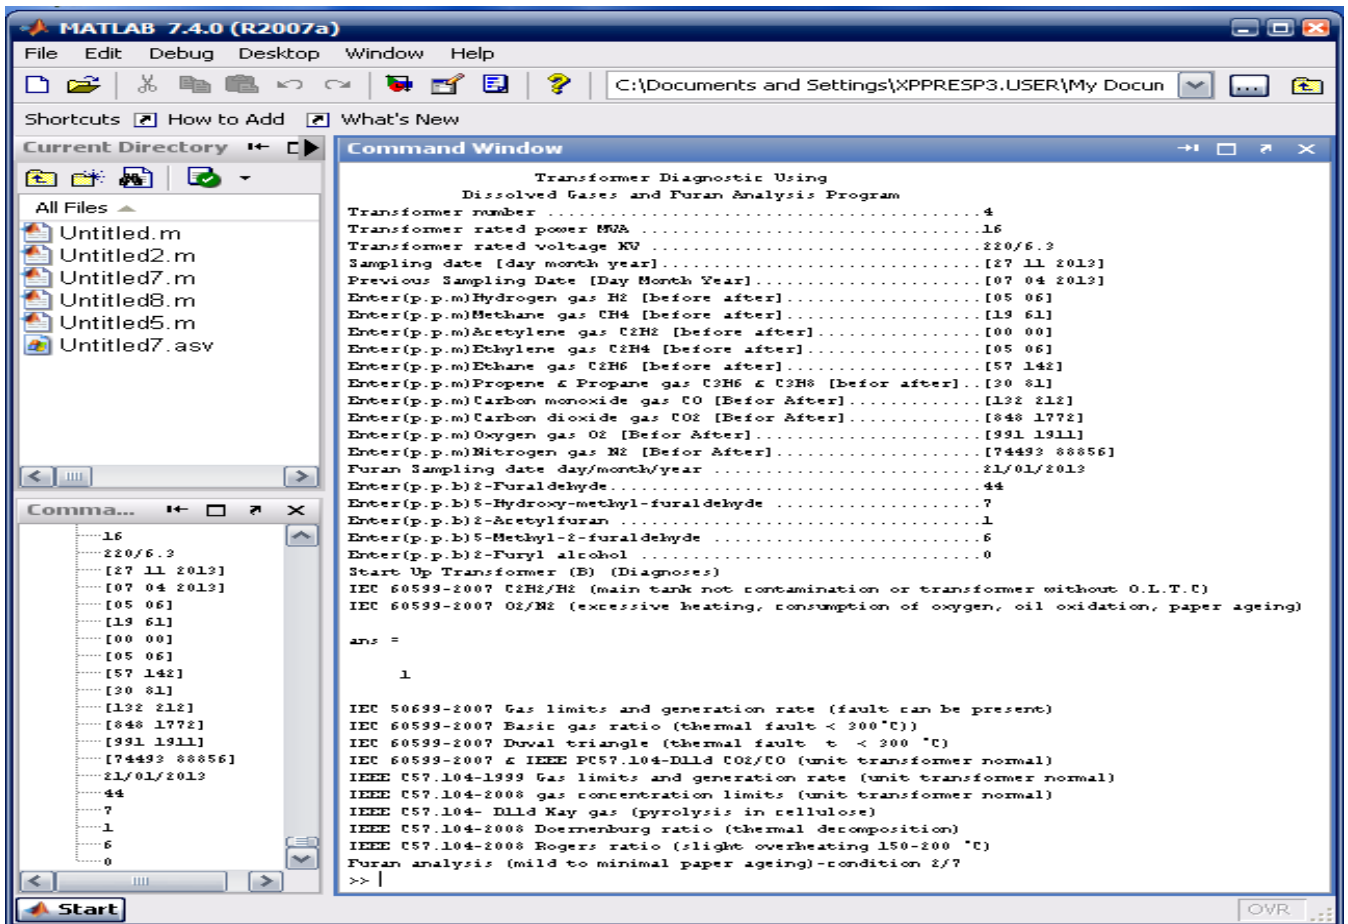 MATLAB 7.4.0 (R2007a)
File Edit Debug Desktop Window Help
C:\Documents and Settings\XPPRESP3.USER\My Docun
Shortcuts How to Add What's New
Current Directory
All Files
Untitled.m
Untitled2.m
Untitled7.m
Untitled8.m
Untitled5.m
Untitled7.asv
Comma...
16
220/6.3
[27 11 2013]
[07 04 2013]
[05 06]
[19 61]
[00 00]
[05 06]
[57 142]
[30 81]
[132 212]
[848 1772]
[991 1911]
[74493 88856]
21/01/2013
44
7
1
6
0
Command Window
Transformer Diagnostic Using
Dissolved Gases and Furan Analysis Program
Transformer number ........................................4
Transformer rated power MVA ...............................16
Transformer rated voltage KV ..............................220/6.3
Sampling date [day month year].............................[27 11 2013]
Previous Sampling Date [Day Month Year]....................[07 04 2013]
Enter(p.p.m)Hydrogen gas H2 [before after].................[05 06]
Enter(p.p.m)Methane gas CH4 [before after].................[19 61]
Enter(p.p.m)Acetylene gas C2H2 [before after]..............[00 00]
Enter(p.p.m)Ethylene gas C2H4 [before after]...............[05 06]
Enter(p.p.m)Ethane gas C2H6 [before after].................[57 142]
Enter(p.p.m)Propene & Propane gas C3H6 & C3H8 [befor after]..[30 81]
Enter(p.p.m)Carbon monoxide gas CO [Befor After]...........[132 212]
Enter(p.p.m)Carbon dioxide gas CO2 [Befor After]...........[848 1772]
Enter(p.p.m)Oxygen gas O2 [Befor After]....................[991 1911]
Enter(p.p.m)Nitrogen gas N2 [Befor After]..................[74493 88856]
Furan Sampling date day/month/year ........................21/01/2013
Enter(p.p.b)2-Furaldehyde..................................44
Enter(p.p.b)5-Hydroxy-methyl-furaldehyde ..................7
Enter(p.p.b)2-Acetylfuran .................................1
Enter(p.p.b)5-Methyl-2-furaldehyde ........................6
Enter(p.p.b)2-Furyl alcohol ...............................0
Start Up Transformer (B) (Diagnoses)
IEC 60599-2007 C2H2/H2 (main tank not contamination or transformer without O.L.T.C)
IEC 60599-2007 O2/N2 (excessive heating, consumption of oxygen, oil oxidation, paper ageing)
ans =
1
IEC 50699-2007 Gas limits and generation rate (fault can be present)
IEC 60599-2007 Basic gas ratio (thermal fault < 300°C))
IEC 60599-2007 Duval triangle (thermal fault t < 300 °C)
IEC 60599-2007 & IEEE PC57.104-D11d CO2/CO (unit transformer normal)
IEEE C57.104-1999 Gas limits and generation rate (unit transformer normal)
IEEE C57.104-2008 gas concentration limits (unit transformer normal)
IEEE C57.104- D11d Kay gas (pyrolysis in cellulose)
IEEE C57.104-2008 Doernenburg ratio (thermal decomposition)
IEEE C57.104-2008 Rogers ratio (slight overheating 150-200 °C)
Furan analysis (mild to minimal paper ageing)-condition 2/7
>>
Start
OVR